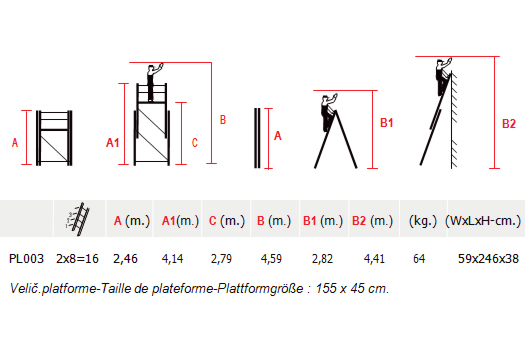 A
A1
C
B
A
B1
B2
A (m.) A1(m.) C (m.) B (m.) B1 (m.) B2 (m.) (kg.) (WxLxH-cm.)
PL003 2x8=16 2,46 4,14 2,79 4,59 2,82 4,41 64 59x246x38
Velič.platforme-Taille de plateforme-Plattformgröße : 155 x 45 cm.